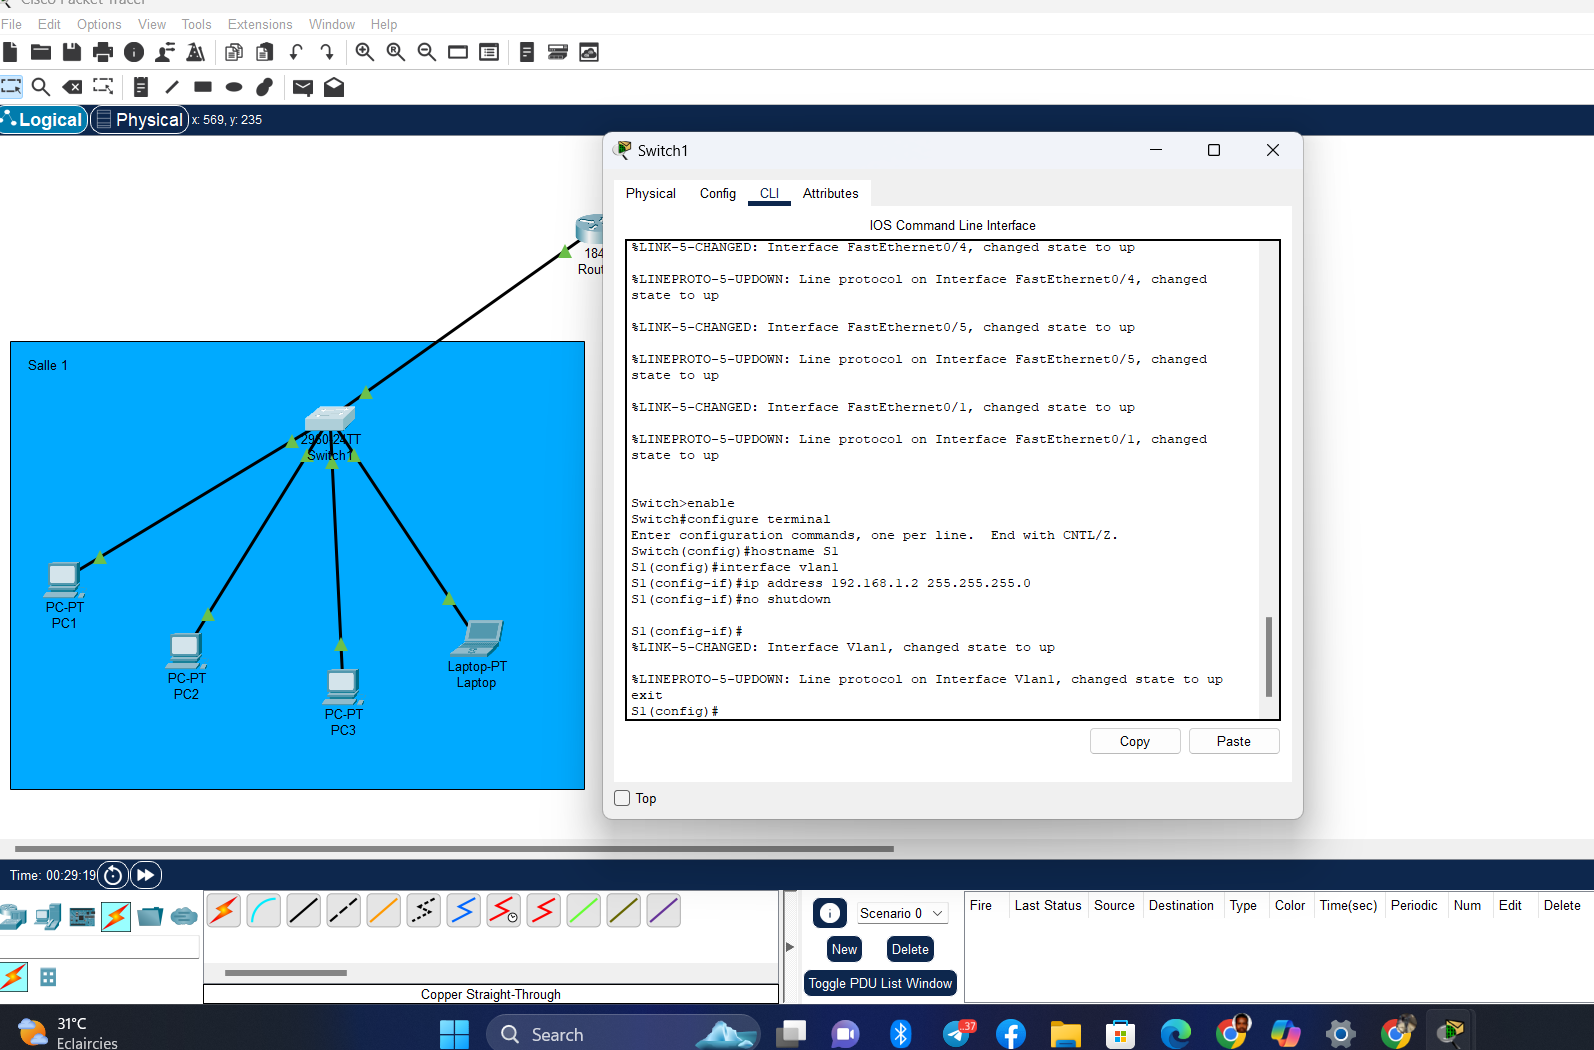 Cisco Packet Tracer
File Edit Options View Tools Extensions Window Help
Logical Physical x: 569, y: 235
Switch1
Physical Config CLI Attributes
IOS Command Line Interface
%LINK-5-CHANGED: Interface FastEthernet0/4, changed state to up
%LINEPROTO-5-UPDOWN: Line protocol on Interface FastEthernet0/4, changed
state to up
%LINK-5-CHANGED: Interface FastEthernet0/5, changed state to up
%LINEPROTO-5-UPDOWN: Line protocol on Interface FastEthernet0/5, changed
state to up
%LINK-5-CHANGED: Interface FastEthernet0/1, changed state to up
%LINEPROTO-5-UPDOWN: Line protocol on Interface FastEthernet0/1, changed
state to up
Switch>enable
Switch#configure terminal
Enter configuration commands, one per line.  End with CNTL/Z.
Switch(config)#hostname S1
S1(config)#interface vlan1
S1(config-if)#ip address 192.168.1.2 255.255.255.0
S1(config-if)#no shutdown
S1(config-if)#
%LINK-5-CHANGED: Interface Vlan1, changed state to up
%LINEPROTO-5-UPDOWN: Line protocol on Interface Vlan1, changed state to up
exit
S1(config)#
Copy Paste
Top
184
Rout
Salle 1
2960-24TT
Switch1
PC-PT
PC1
PC-PT
PC2
PC-PT
PC3
Laptop-PT
Laptop
Time: 00:29:19
Scenario 0
New Delete
Toggle PDU List Window
Fire Last Status Source Destination Type Color Time(sec) Periodic Num Edit Delete
Copper Straight-Through
31°C
Eclaircies
Search
37